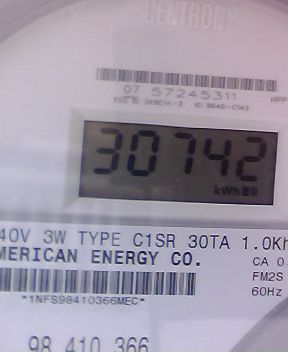 CENTRON®
07 57245311
30742
kWh
40V 3W TYPE C1SR 30TA 1.0Kh
MERICAN ENERGY CO.
CA 0
FM2S
60Hz
*1NFS98410366MEC*
98 410 366